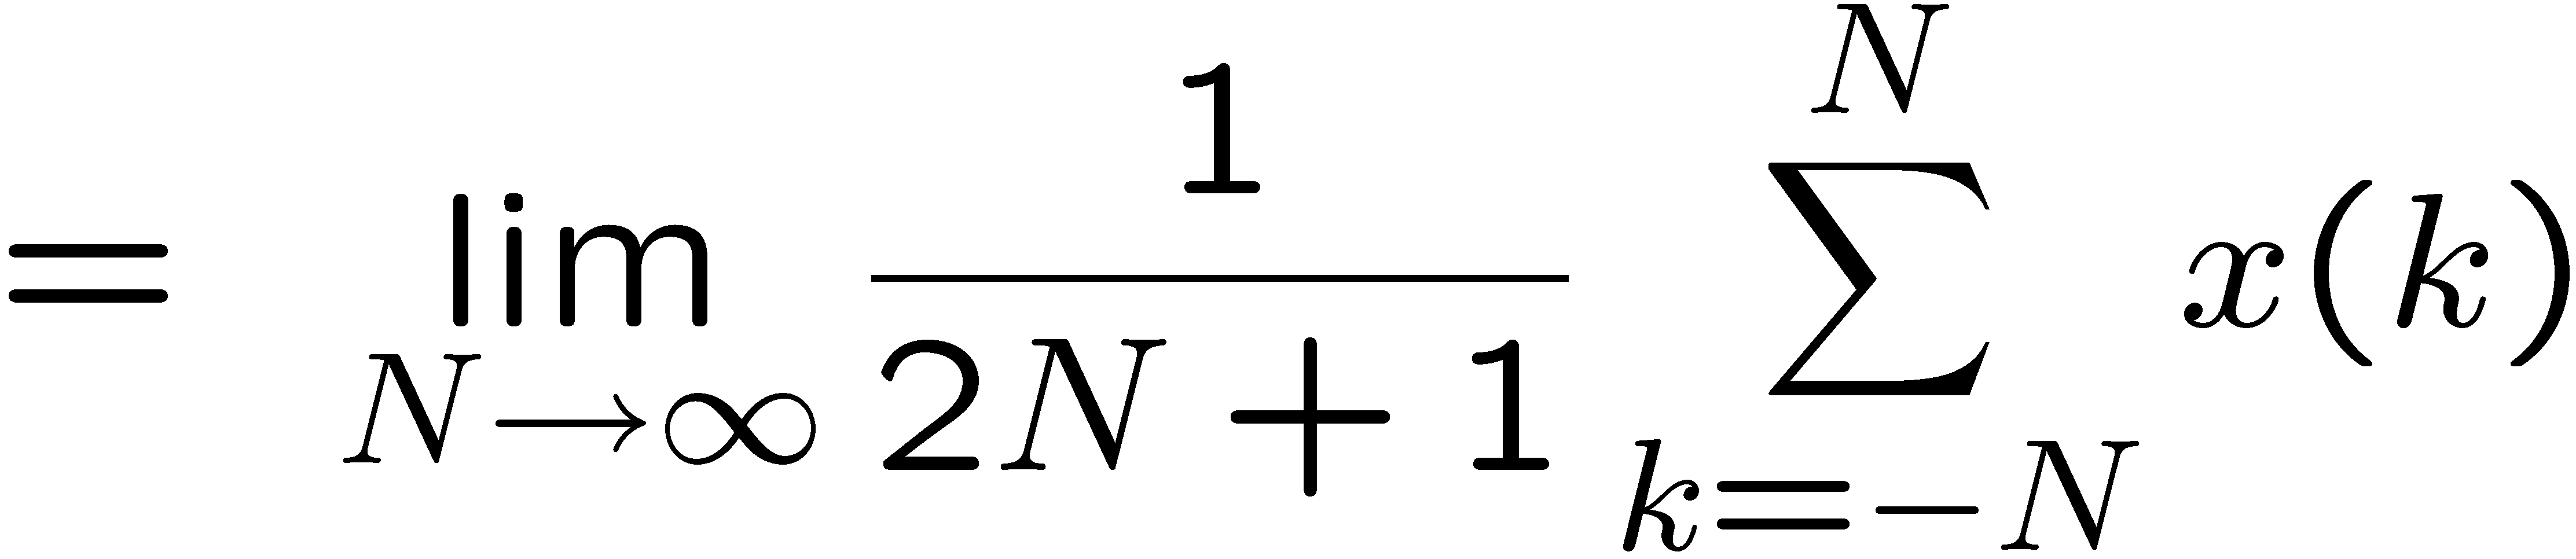 = \lim_{N \to \infty} \frac{1}{2N+1} \sum_{k=-N}^{N} x(k)